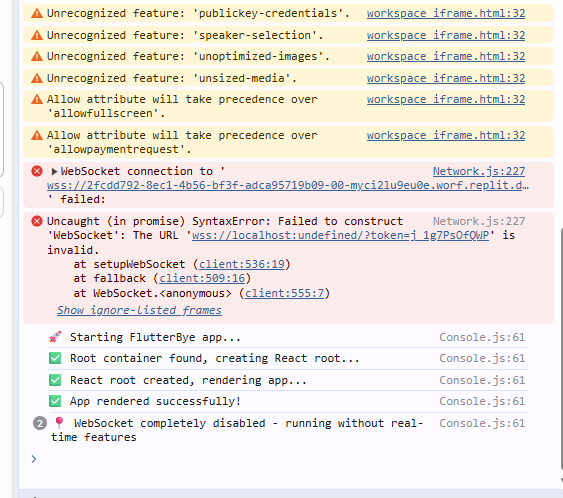 Unrecognized feature: 'publickey-credentials'. workspace_iframe.html:32
Unrecognized feature: 'speaker-selection'. workspace_iframe.html:32
Unrecognized feature: 'unoptimized-images'. workspace_iframe.html:32
Unrecognized feature: 'unsized-media'. workspace_iframe.html:32
Allow attribute will take precedence over workspace_iframe.html:32
'allowfullscreen'.
Allow attribute will take precedence over workspace_iframe.html:32
'allowpaymentrequest'.
▶WebSocket connection to ' Network.js:227
wss://2fcdd792-8ec1-4b56-bf3f-adca95719b09-00-myci2lu9eu0e.worf.replit.d…
' failed:
Uncaught (in promise) SyntaxError: Failed to construct Network.js:227
'WebSocket': The URL 'wss://localhost:undefined/?token=j_1g7PsOfQWP' is
invalid.
at setupWebSocket (client:536:19)
at fallback (client:509:16)
at WebSocket.<anonymous> (client:555:7)
Show ignore-listed frames
🚀 Starting FlutterBye app... Console.js:61
✅ Root container found, creating React root... Console.js:61
✅ React root created, rendering app... Console.js:61
✅ App rendered successfully! Console.js:61
2 📍 WebSocket completely disabled - running without real- Console.js:61
time features